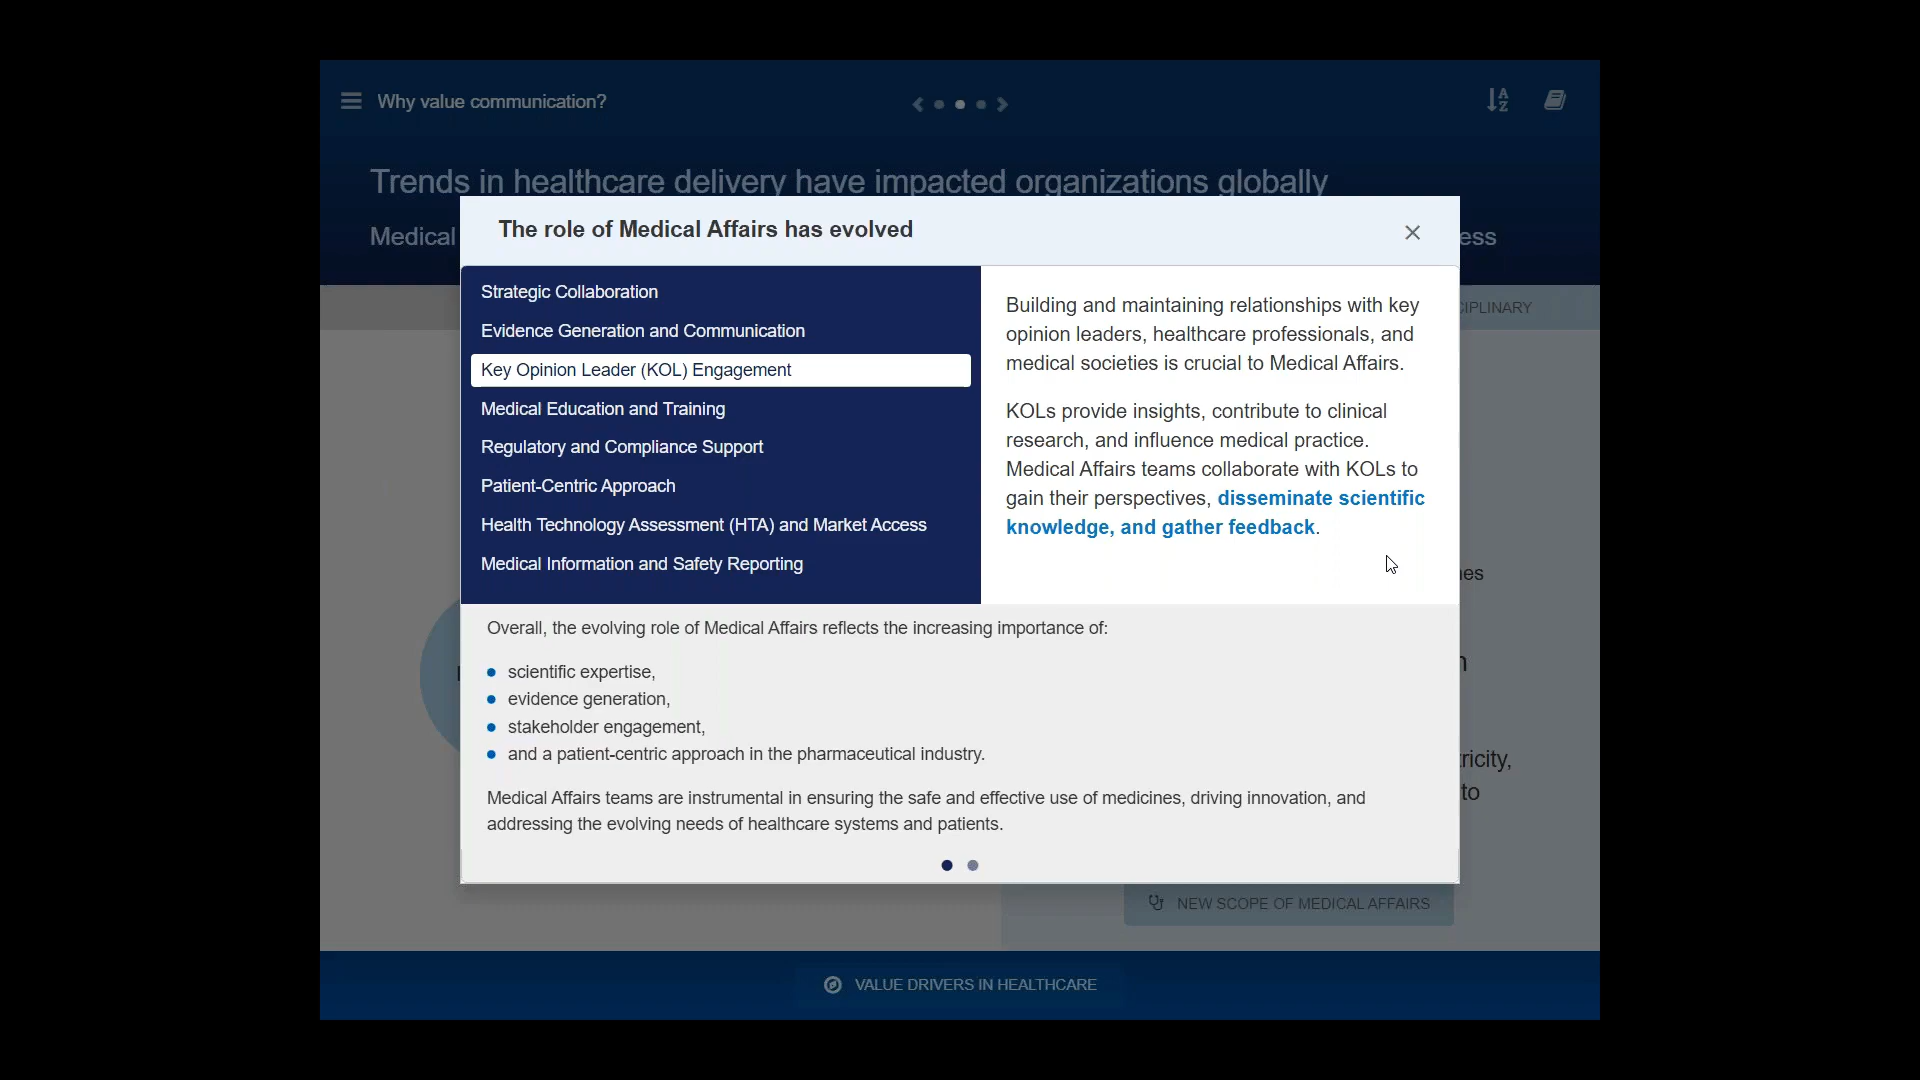 Why value communication?
Trends in healthcare delivery have impacted organizations globally
Medical
ess
The role of Medical Affairs has evolved
CIPLINARY
Strategic Collaboration
Evidence Generation and Communication
Key Opinion Leader (KOL) Engagement
Medical Education and Training
Regulatory and Compliance Support
Patient-Centric Approach
Health Technology Assessment (HTA) and Market Access
Medical Information and Safety Reporting
Building and maintaining relationships with key
opinion leaders, healthcare professionals, and
medical societies is crucial to Medical Affairs.
KOLs provide insights, contribute to clinical
research, and influence medical practice.
Medical Affairs teams collaborate with KOLs to
gain their perspectives, disseminate scientific
knowledge, and gather feedback.
Overall, the evolving role of Medical Affairs reflects the increasing importance of:
scientific expertise,
evidence generation,
stakeholder engagement,
and a patient-centric approach in the pharmaceutical industry.
Medical Affairs teams are instrumental in ensuring the safe and effective use of medicines, driving innovation, and
addressing the evolving needs of healthcare systems and patients.
ricity,
to
NEW SCOPE OF MEDICAL AFFAIRS
VALUE DRIVERS IN HEALTHCARE